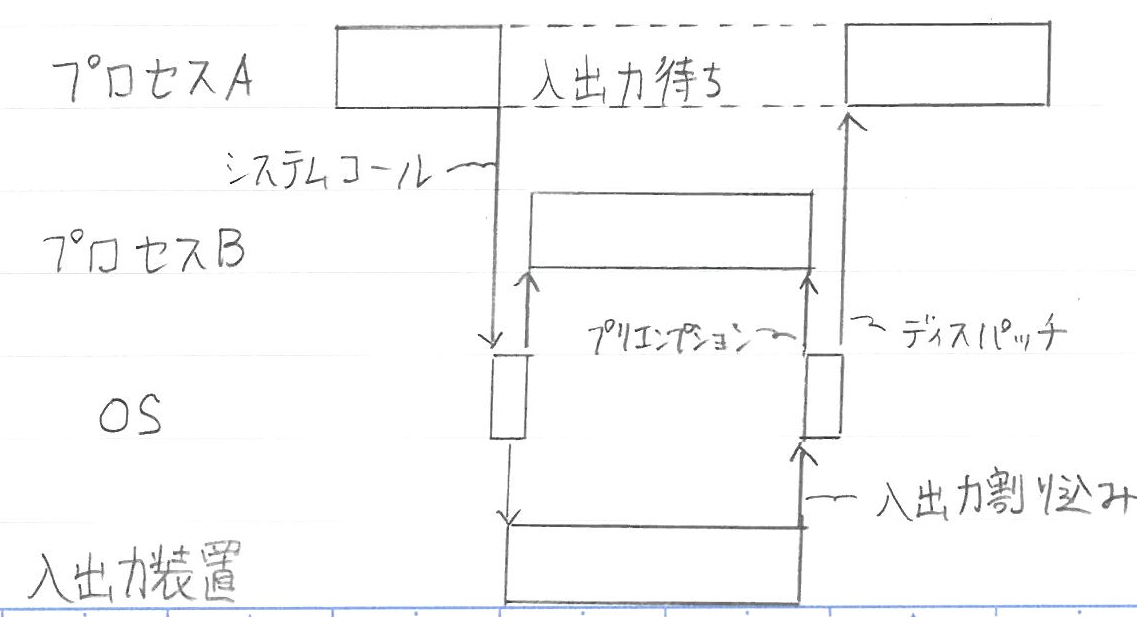 プロセスA
入出力待ち
システムコール
プロセスB
プリエンプション
ディスパッチ
OS
入出力割り込み
入出力装置